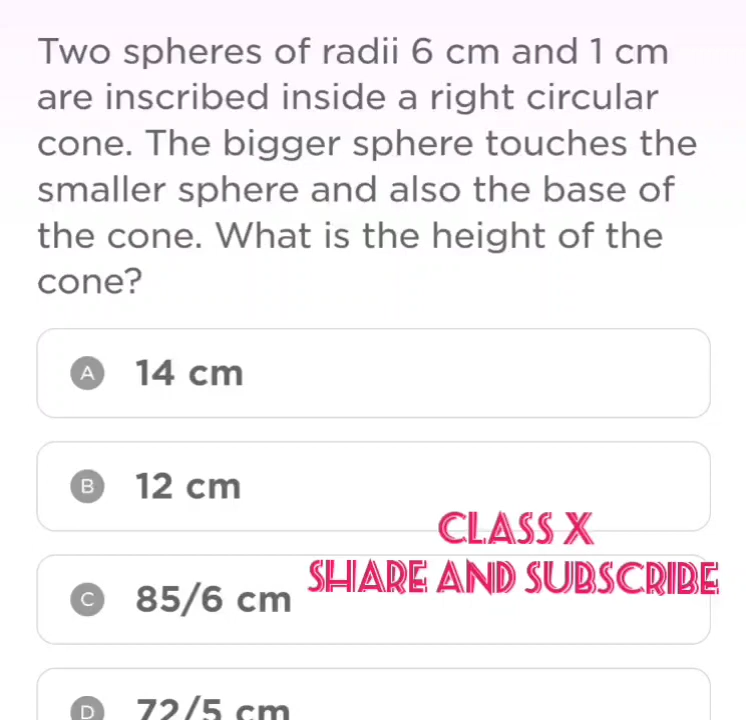 Two spheres of radii 6 cm and 1 cm
are inscribed inside a right circular
cone. The bigger sphere touches the
smaller sphere and also the base of
the cone. What is the height of the
cone?
A 14 cm
B 12 cm
CLASS X
SHARE AND SUBSCRIBE
C 85/6 cm
D 72/5 cm